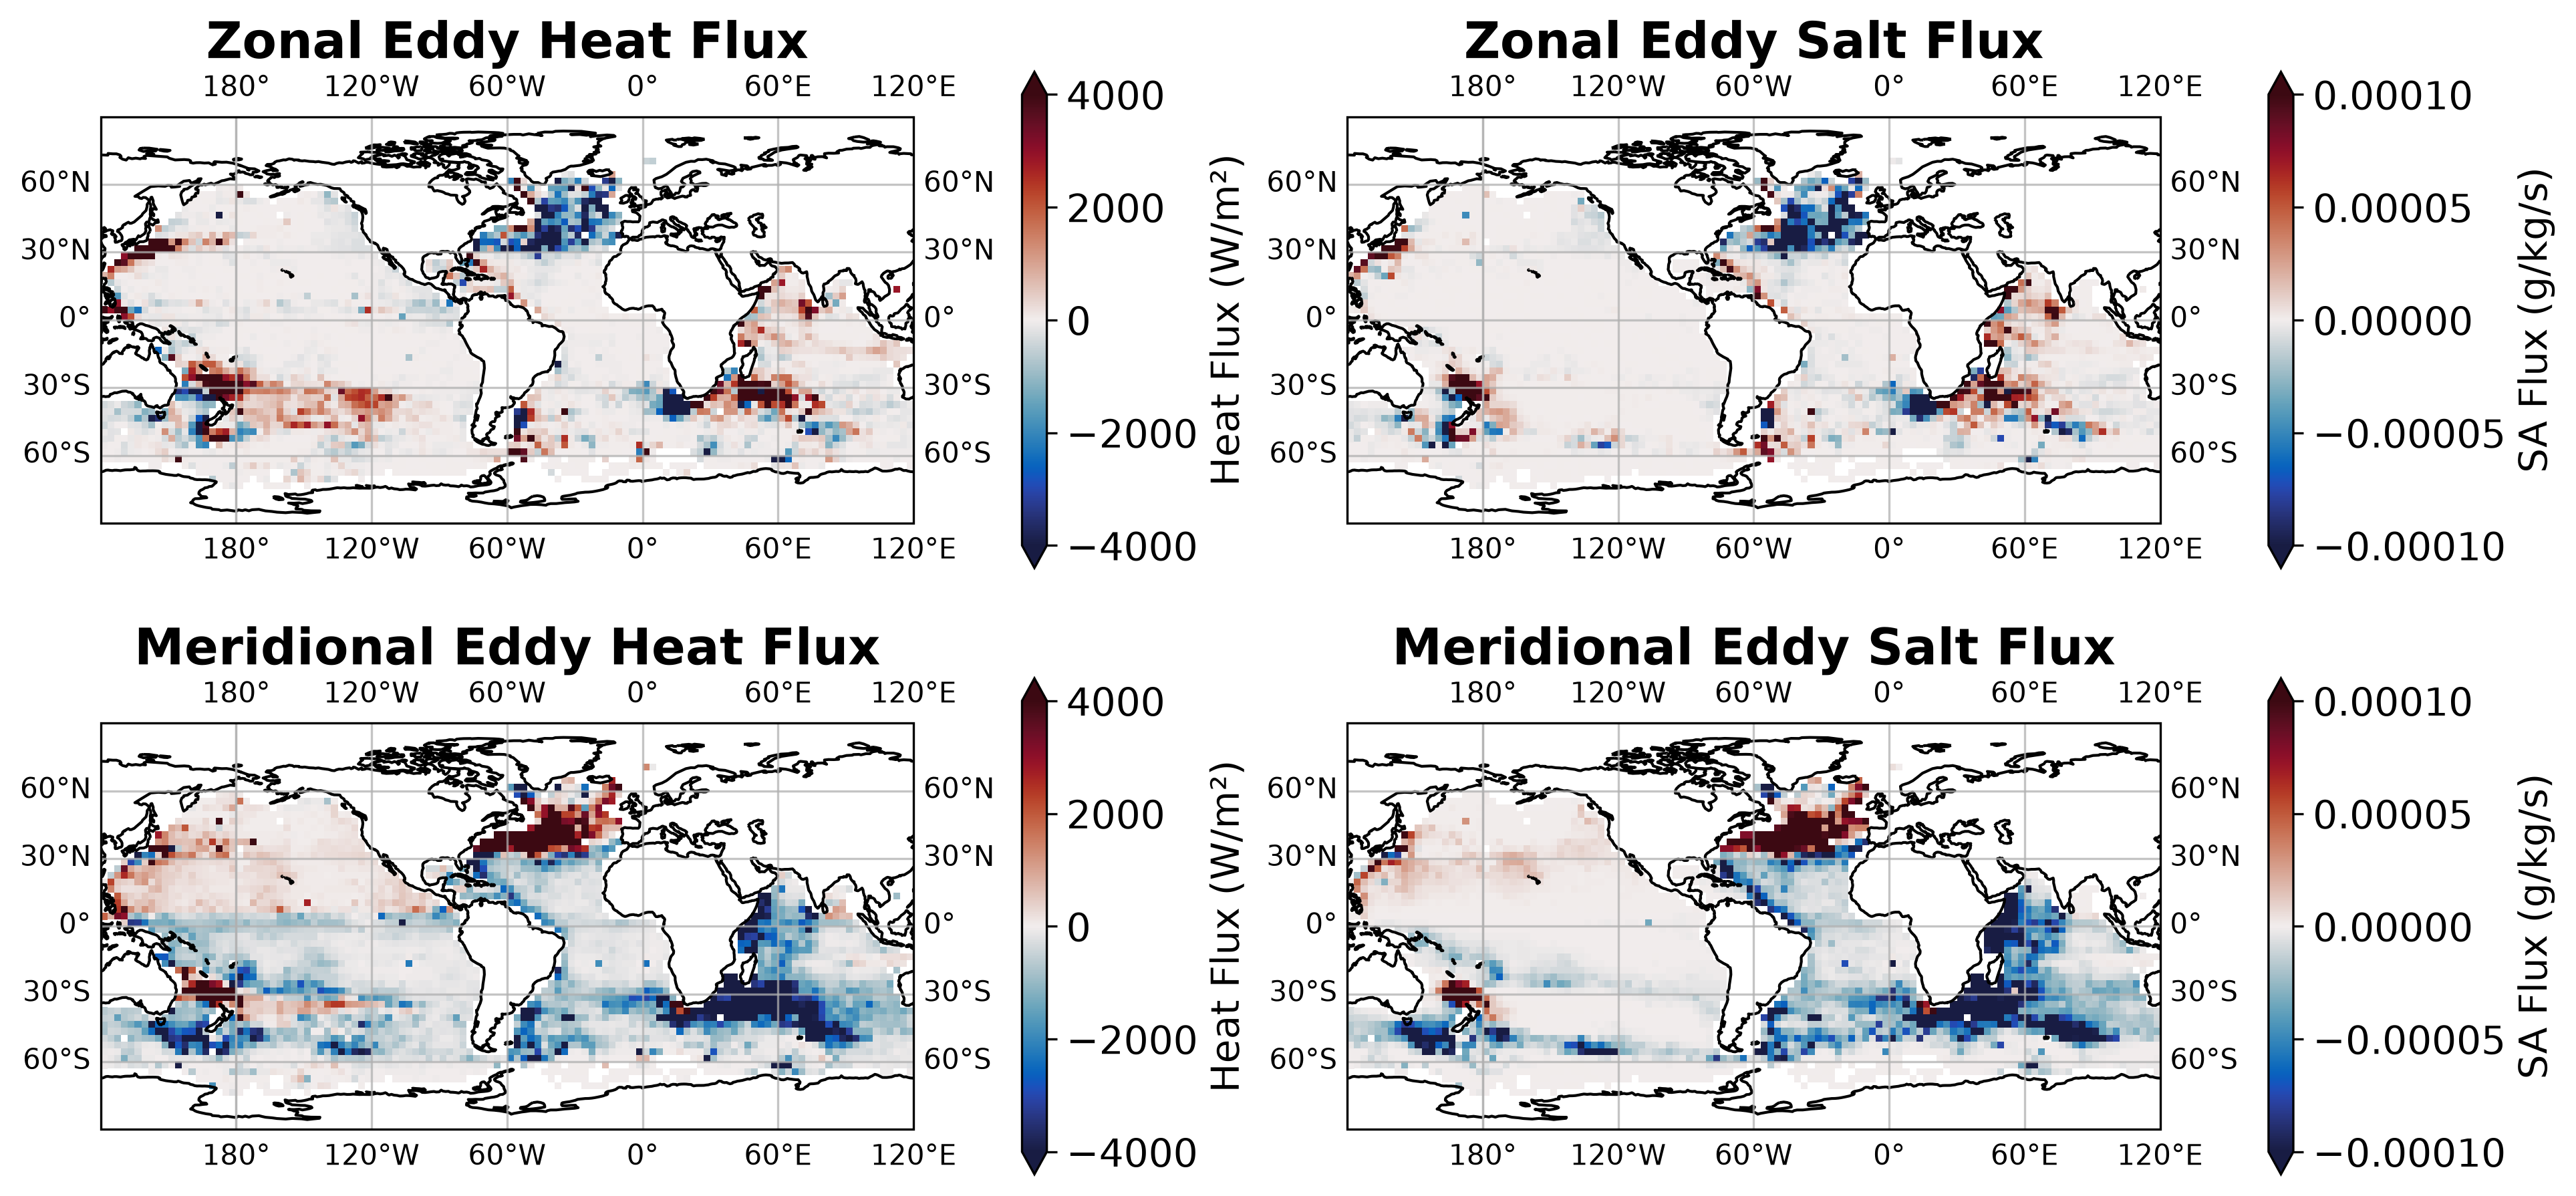 Zonal Eddy Heat Flux
180° 120°W 60°W 0° 60°E 120°E
60°N 60°N
30°N 30°N
0° 0°
30°S 30°S
60°S 60°S
180° 120°W 60°W 0° 60°E 120°E
4000
2000
0
−2000
−4000
Heat Flux (W/m²)
Zonal Eddy Salt Flux
180° 120°W 60°W 0° 60°E 120°E
60°N 60°N
30°N 30°N
0° 0°
30°S 30°S
60°S 60°S
180° 120°W 60°W 0° 60°E 120°E
0.00010
0.00005
0.00000
−0.00005
−0.00010
SA Flux (g/kg/s)
Meridional Eddy Heat Flux
180° 120°W 60°W 0° 60°E 120°E
60°N 60°N
30°N 30°N
0° 0°
30°S 30°S
60°S 60°S
180° 120°W 60°W 0° 60°E 120°E
4000
2000
0
−2000
−4000
Heat Flux (W/m²)
Meridional Eddy Salt Flux
180° 120°W 60°W 0° 60°E 120°E
60°N 60°N
30°N 30°N
0° 0°
30°S 30°S
60°S 60°S
180° 120°W 60°W 0° 60°E 120°E
0.00010
0.00005
0.00000
−0.00005
−0.00010
SA Flux (g/kg/s)